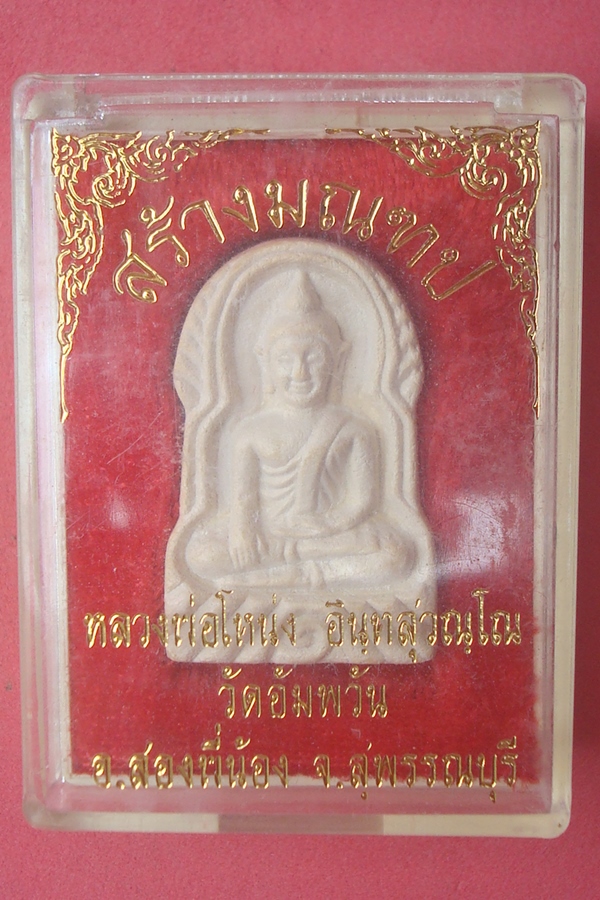 สร้างมณฑป
หลวงพ่อโหน่ง อินฺทสุวณฺโณ
วัดอัมพวัน
อ.สองพี่น้อง จ.สุพรรณบุรี